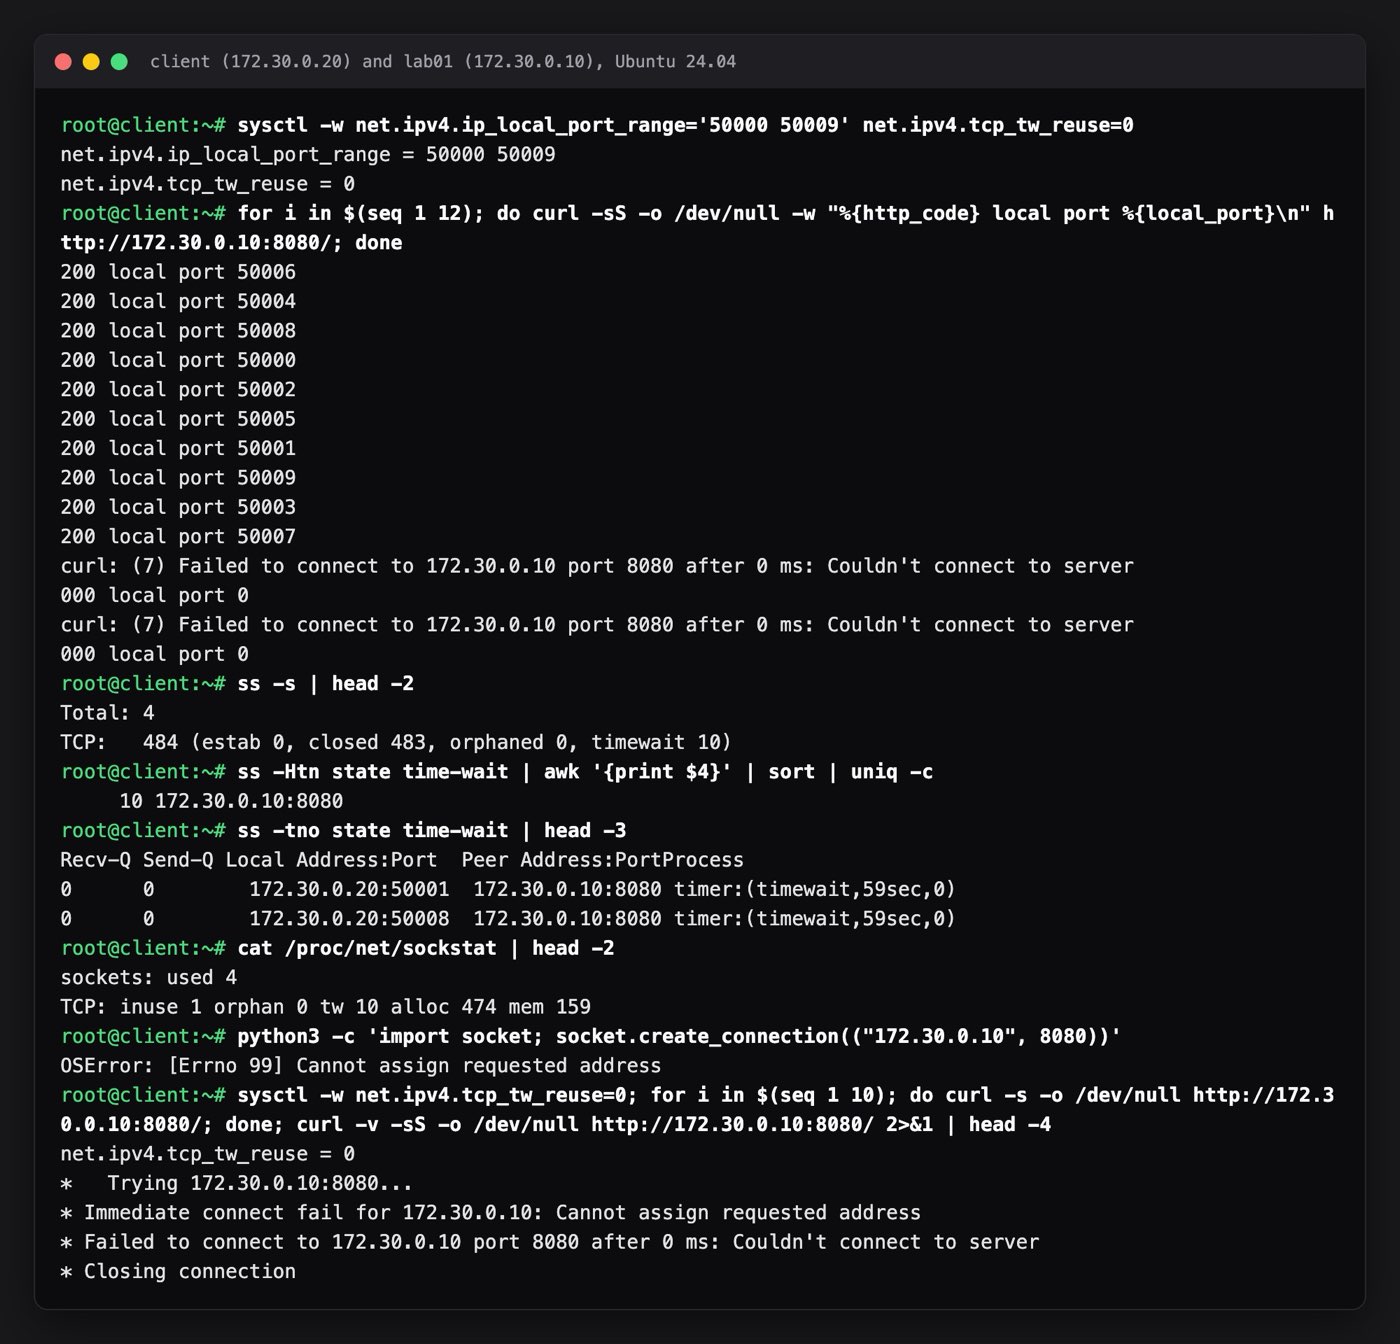 client (172.30.0.20) and lab01 (172.30.0.10), Ubuntu 24.04
root@client:~# sysctl -w net.ipv4.ip_local_port_range='50000 50009' net.ipv4.tcp_tw_reuse=0
net.ipv4.ip_local_port_range = 50000 50009
net.ipv4.tcp_tw_reuse = 0
root@client:~# for i in $(seq 1 12); do curl -sS -o /dev/null -w "%{http_code} local port %{local_port}\n" h
ttp://172.30.0.10:8080/; done
200 local port 50006
200 local port 50004
200 local port 50008
200 local port 50000
200 local port 50002
200 local port 50005
200 local port 50001
200 local port 50009
200 local port 50003
200 local port 50007
curl: (7) Failed to connect to 172.30.0.10 port 8080 after 0 ms: Couldn't connect to server
000 local port 0
curl: (7) Failed to connect to 172.30.0.10 port 8080 after 0 ms: Couldn't connect to server
000 local port 0
root@client:~# ss -s | head -2
Total: 4
TCP:   484 (estab 0, closed 483, orphaned 0, timewait 10)
root@client:~# ss -Htn state time-wait | awk '{print $4}' | sort | uniq -c
     10 172.30.0.10:8080
root@client:~# ss -tno state time-wait | head -3
Recv-Q Send-Q Local Address:Port  Peer Address:PortProcess
0      0        172.30.0.20:50001  172.30.0.10:8080 timer:(timewait,59sec,0)
0      0        172.30.0.20:50008  172.30.0.10:8080 timer:(timewait,59sec,0)
root@client:~# cat /proc/net/sockstat | head -2
sockets: used 4
TCP: inuse 1 orphan 0 tw 10 alloc 474 mem 159
root@client:~# python3 -c 'import socket; socket.create_connection(("172.30.0.10", 8080))'
OSError: [Errno 99] Cannot assign requested address
root@client:~# sysctl -w net.ipv4.tcp_tw_reuse=0; for i in $(seq 1 10); do curl -s -o /dev/null http://172.3
0.0.10:8080/; done; curl -v -sS -o /dev/null http://172.30.0.10:8080/ 2>&1 | head -4
net.ipv4.tcp_tw_reuse = 0
*   Trying 172.30.0.10:8080...
* Immediate connect fail for 172.30.0.10: Cannot assign requested address
* Failed to connect to 172.30.0.10 port 8080 after 0 ms: Couldn't connect to server
* Closing connection